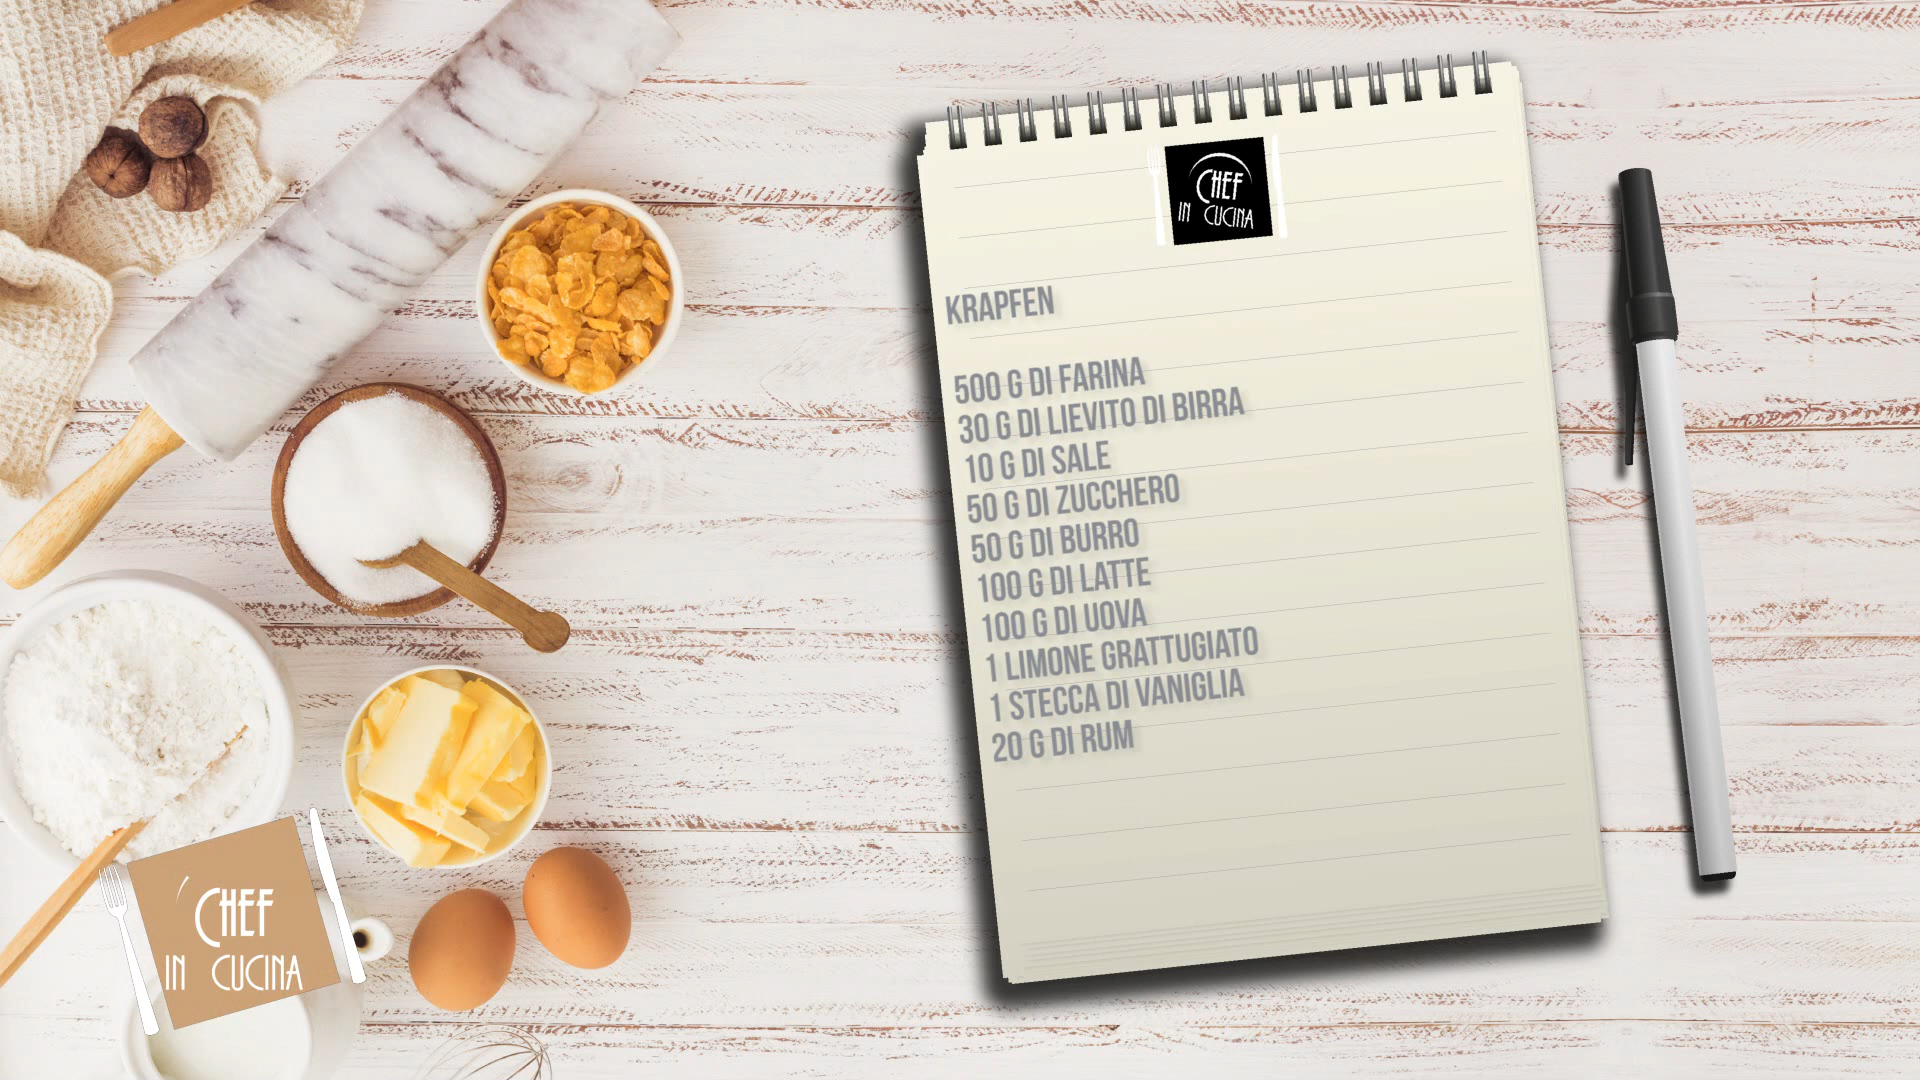 CHEF
IN CUCINA
KRAPFEN
500 G DI FARINA
30 G DI LIEVITO DI BIRRA
10 G DI SALE
50 G DI ZUCCHERO
50 G DI BURRO
100 G DI LATTE
100 G DI UOVA
1 LIMONE GRATTUGIATO
1 STECCA DI VANIGLIA
20 G DI RUM
CHEF
IN CUCINA